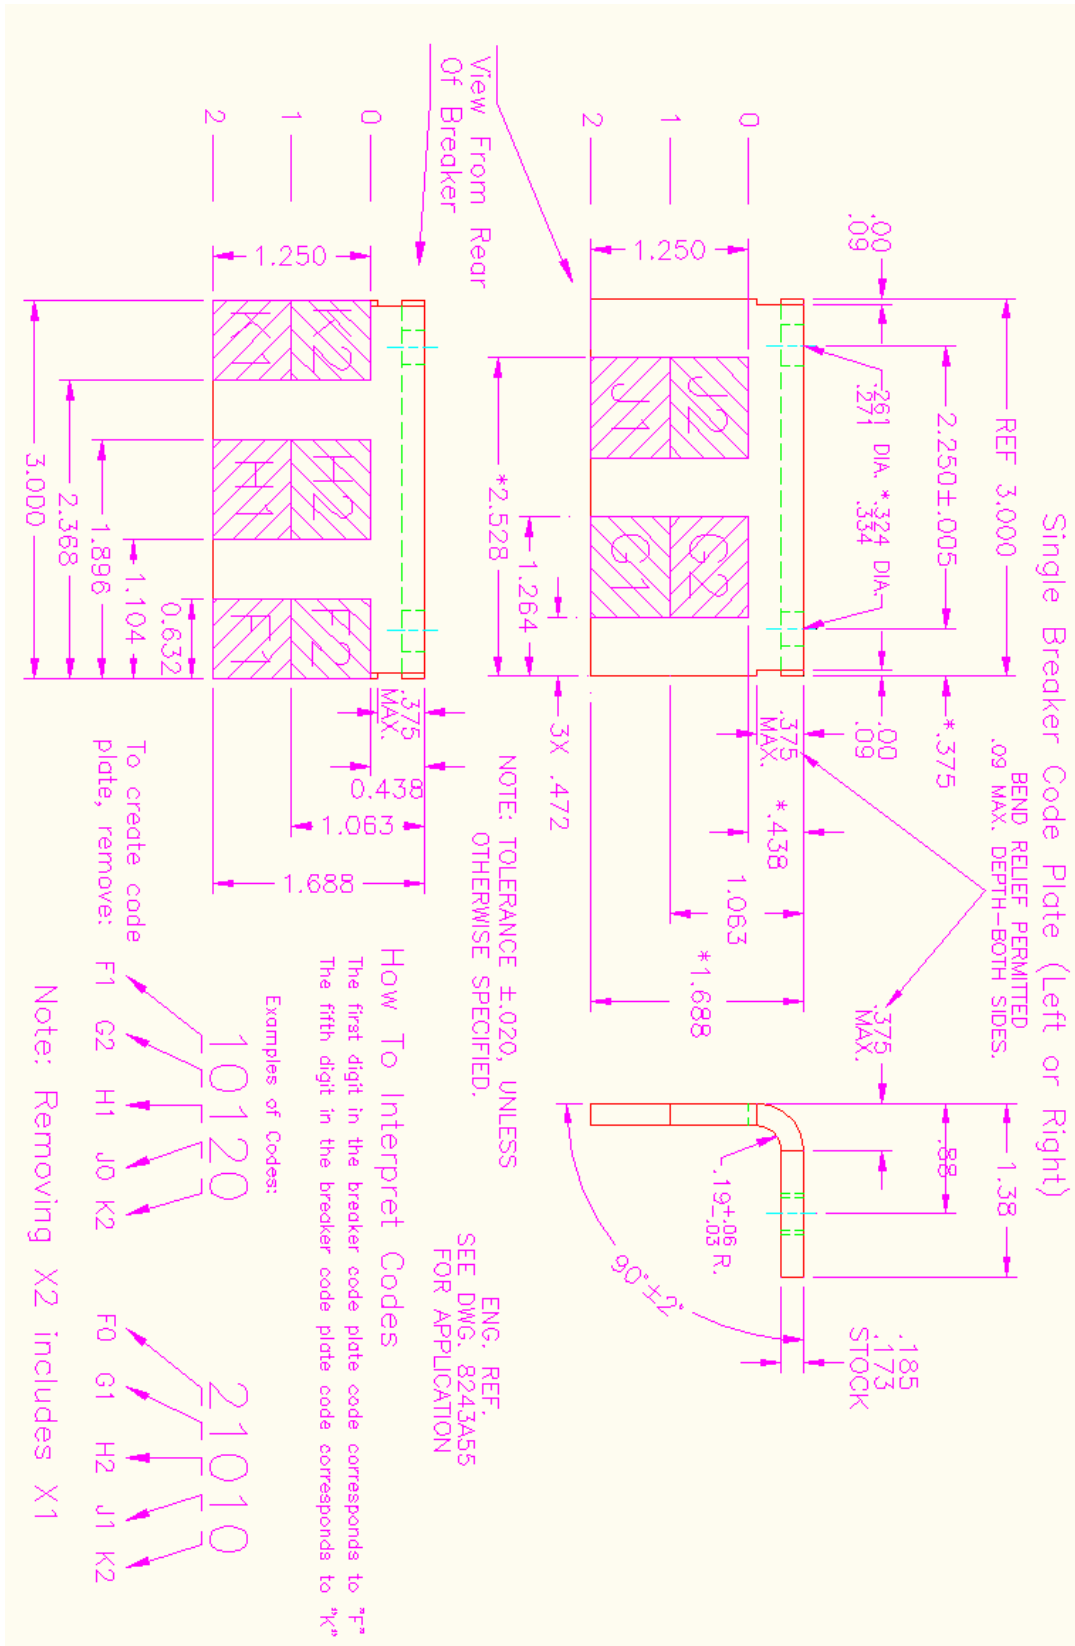 Single Breaker Code Plate (Left or Right)
REF 3.000
2.250±.005
*.375
BEND RELIEF PERMITTED
.09 MAX. DEPTH-BOTH SIDES.
1.38
.88
.375
MAX.
.00
.09
.261 DIA.
.271
*.324 DIA.
.334
.00
.09
.375
MAX.
*.438
1.063
*1.688
.185
.173
STOCK
0
1
2
1.250
J2
J1
G2
G1
.19+.06 R.
-.03
90°±2°
1.264
*2.528
3X .472
View From Rear
Of Breaker
NOTE: TOLERANCE ±.020, UNLESS
OTHERWISE SPECIFIED.
ENG. REF.
SEE DWG. 8243A55
FOR APPLICATION
0
1
2
1.250
K2
K1
H2
H1
F2
F1
.375
MAX.
0.438
1.063
1.688
0.632
1.104
1.896
2.368
3.000
How To Interpret Codes
The first digit in the breaker code plate code corresponds to "F"
The fifth digit in the breaker code plate code corresponds to "K"
Examples of Codes:
10120
21010
To create code
plate, remove:
F1 G2 H1 J0 K2
F0 G1 H2 J1 K2
Note: Removing X2 includes X1